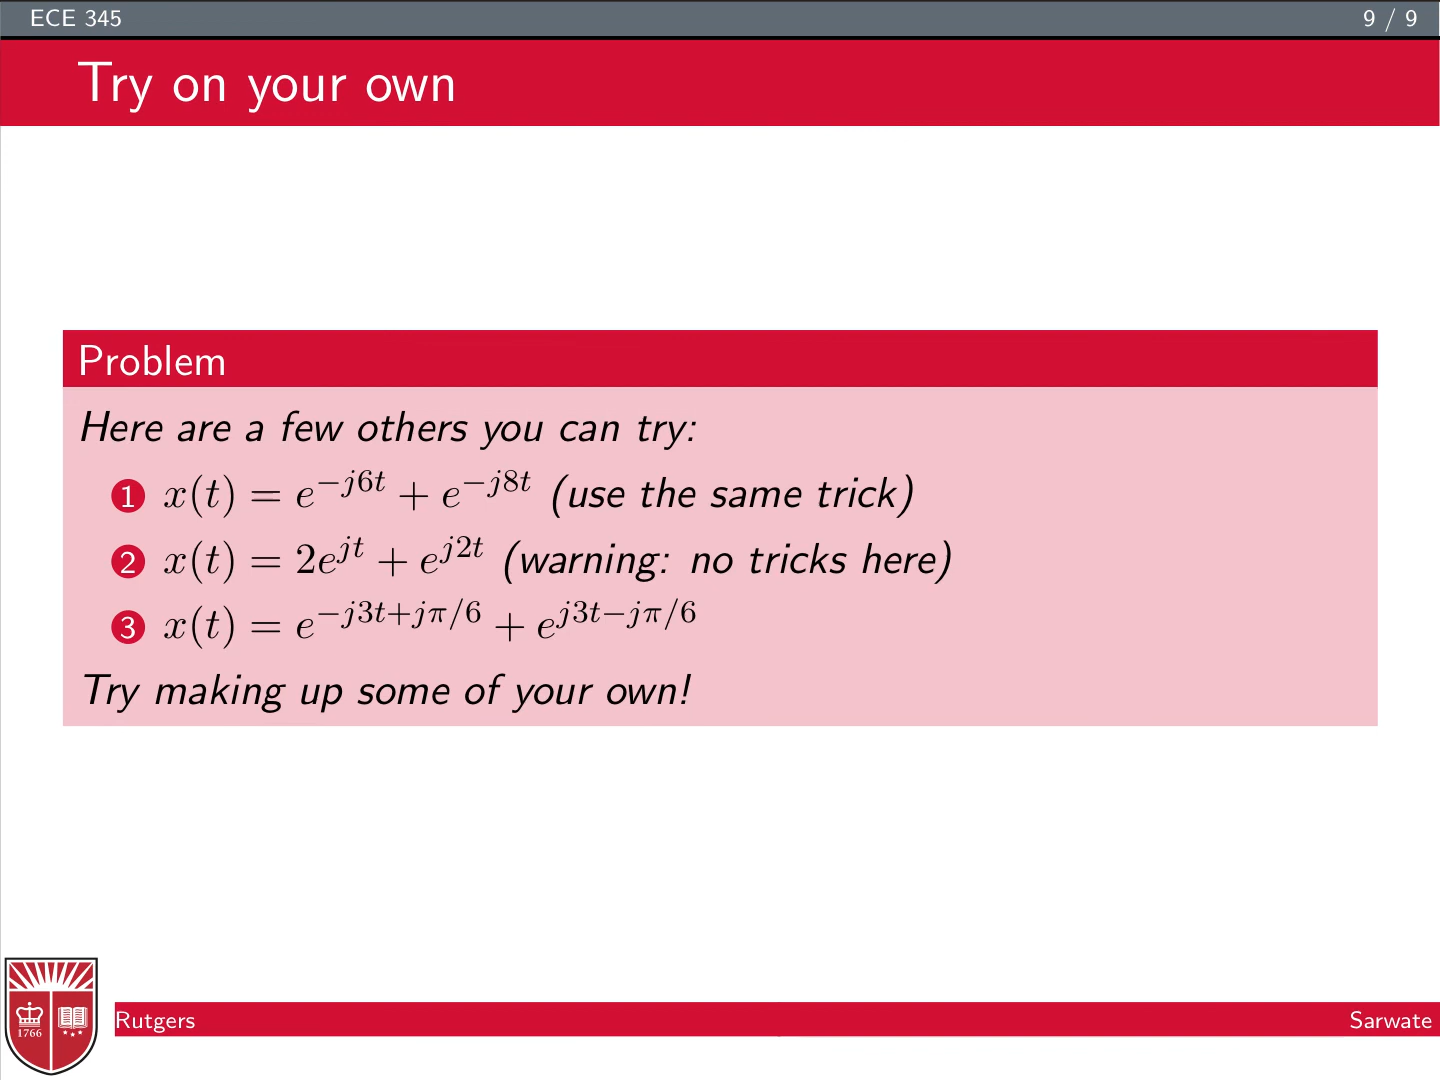 ECE 345 9 / 9
Try on your own
Problem
Here are a few others you can try:
1 x(t) = e^{-j6t} + e^{-j8t} (use the same trick)
2 x(t) = 2e^{jt} + e^{j2t} (warning: no tricks here)
3 x(t) = e^{-j3t+jπ/6} + e^{j3t-jπ/6}
Try making up some of your own!
1766
Rutgers Sarwate